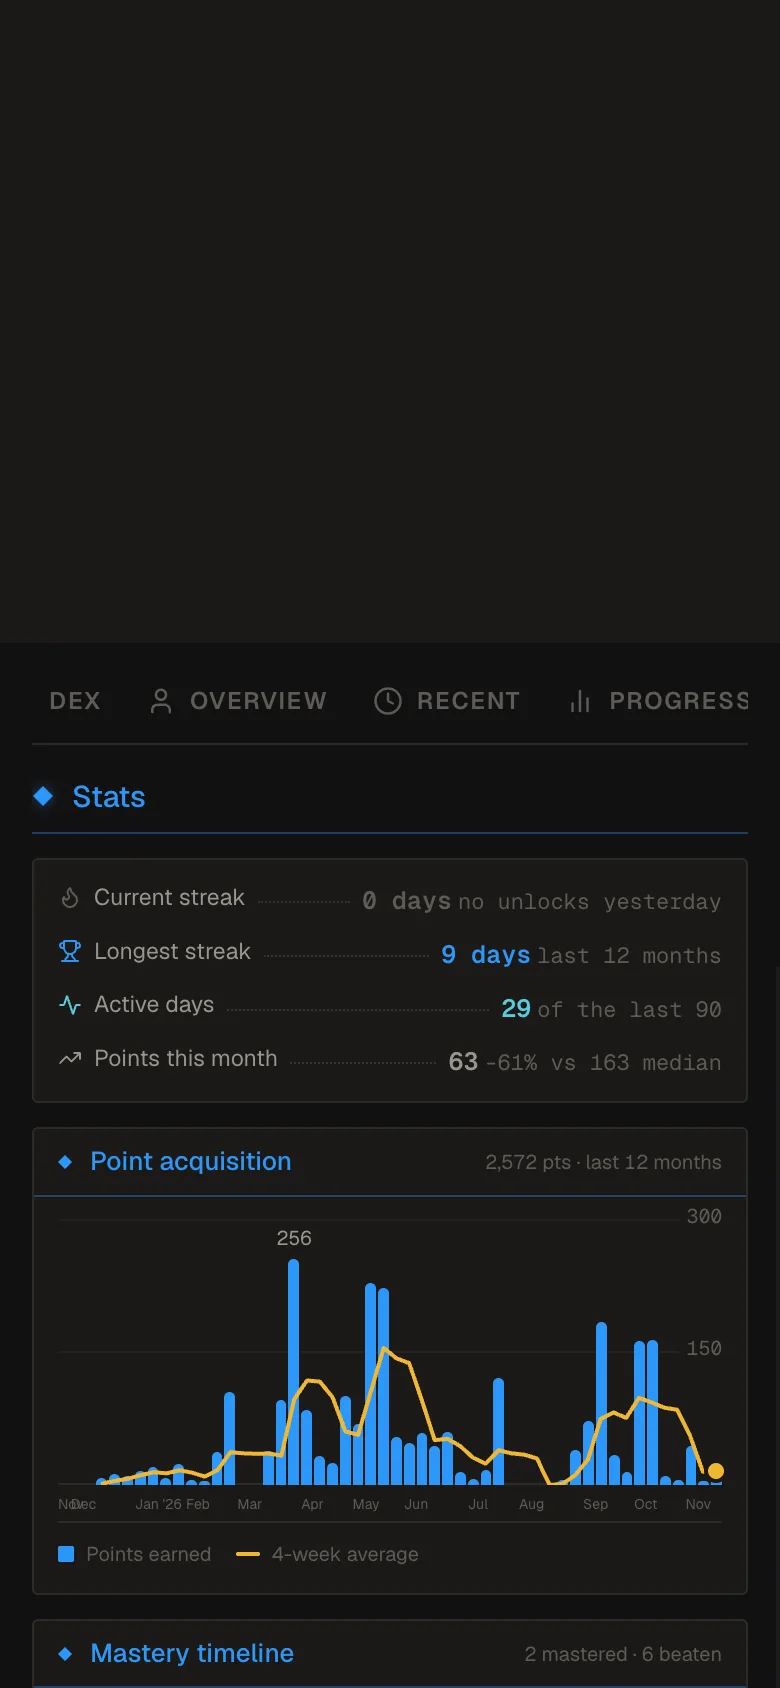 DEX OVERVIEW RECENT PROGRESS
Stats
Current streak 0 days no unlocks yesterday
Longest streak 9 days last 12 months
Active days 29 of the last 90
Points this month 63 -61% vs 163 median
Point acquisition 2,572 pts · last 12 months
300
256
150
Nov Dec Jan '26 Feb Mar Apr May Jun Jul Aug Sep Oct Nov
Points earned 4-week average
Mastery timeline 2 mastered · 6 beaten